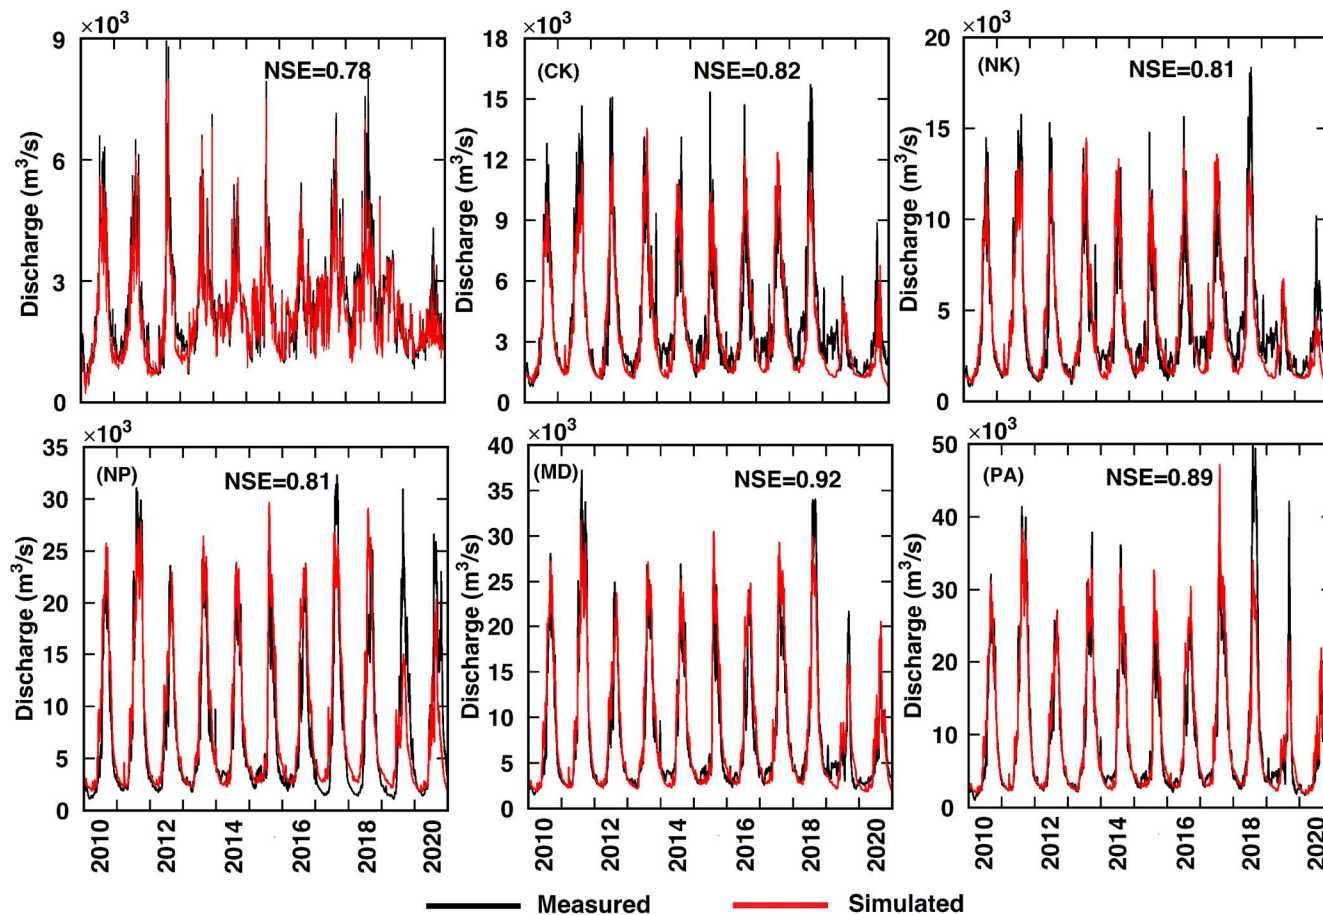 ×10³
9
6
3
0
Discharge (m³/s)
NSE=0.78
×10³
18
15
12
9
6
3
0
Discharge (m³/s)
(CK)
NSE=0.82
×10³
20
15
10
5
0
Discharge (m³/s)
(NK)
NSE=0.81
×10³
35
30
25
20
15
10
5
0
Discharge (m³/s)
(NP)
NSE=0.81
2010 2012 2014 2016 2018 2020
×10³
40
35
30
25
20
15
10
5
0
Discharge (m³/s)
(MD)
NSE=0.92
2010 2012 2014 2016 2018 2020
×10³
50
40
30
20
10
0
Discharge (m³/s)
(PA)
NSE=0.89
2010 2012 2014 2016 2018 2020
Measured Simulated